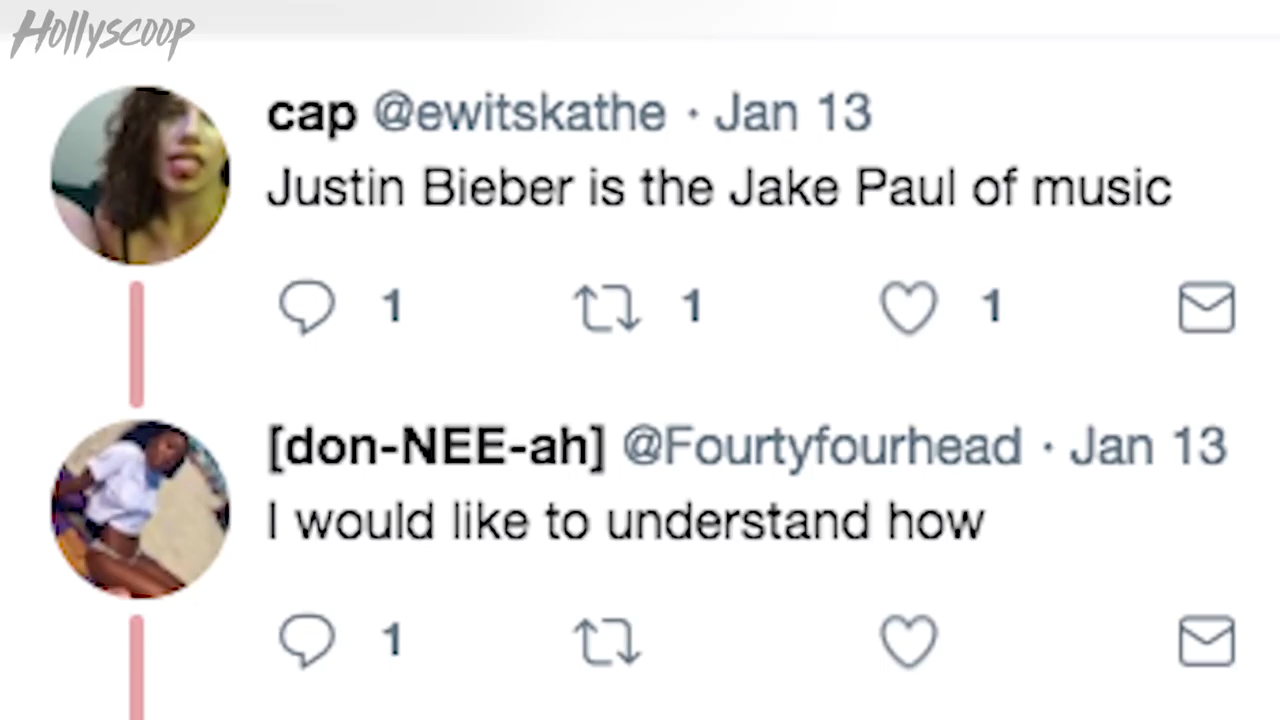 Hollyscoop
cap @ewitskathe · Jan 13
Justin Bieber is the Jake Paul of music
1 1 1
[don-NEE-ah] @Fourtyfourhead · Jan 13
I would like to understand how
1